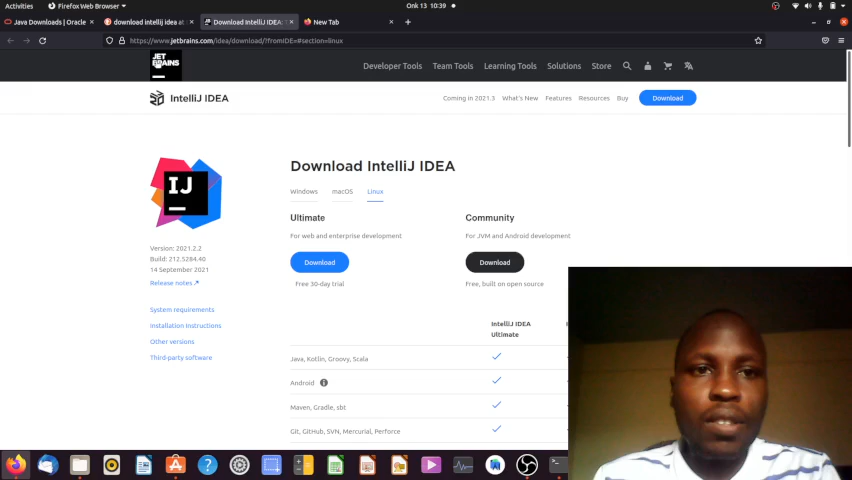 Activities
Firefox Web Browser
Onk 13 10:39
Java Downloads | Oracle
download intellij idea at
Download IntelliJ IDEA
New Tab
https://www.jetbrains.com/idea/download/?fromIDE=#section=linux
JET
BRAINS
Developer Tools
Team Tools
Learning Tools
Solutions
Store
IntelliJ IDEA
Coming in 2021.3
What's New
Features
Resources
Buy
Download
IJ
Download IntelliJ IDEA
Windows
macOS
Linux
Ultimate
Community
For web and enterprise development
For JVM and Android development
Download
Download
Free 30-day trial
Free, built on open source
Version: 2021.2.2
Build: 212.5284.40
14 September 2021
Release notes ↗
System requirements
Installation Instructions
Other versions
Third-party software
IntelliJ IDEA
Ultimate
Java, Kotlin, Groovy, Scala
Android
Maven, Gradle, sbt
Git, GitHub, SVN, Mercurial, Perforce